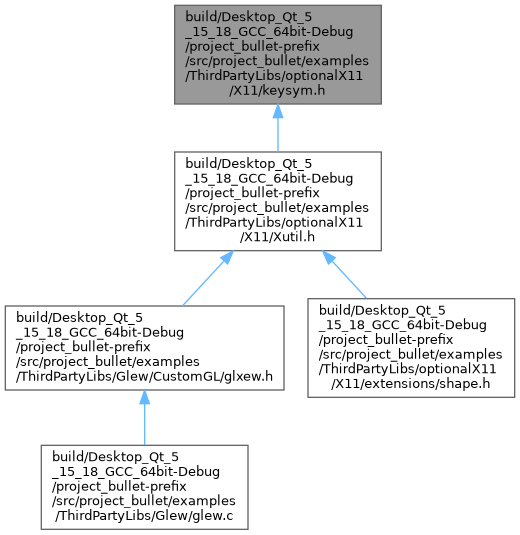 build/Desktop_Qt_5
_15_18_GCC_64bit-Debug
/project_bullet-prefix
/src/project_bullet/examples
/ThirdPartyLibs/optionalX11
/X11/keysym.h
build/Desktop_Qt_5
_15_18_GCC_64bit-Debug
/project_bullet-prefix
/src/project_bullet/examples
/ThirdPartyLibs/optionalX11
/X11/Xutil.h
build/Desktop_Qt_5
_15_18_GCC_64bit-Debug
/project_bullet-prefix
/src/project_bullet/examples
/ThirdPartyLibs/Glew/CustomGL/glxew.h
build/Desktop_Qt_5
_15_18_GCC_64bit-Debug
/project_bullet-prefix
/src/project_bullet/examples
/ThirdPartyLibs/optionalX11
/X11/extensions/shape.h
build/Desktop_Qt_5
_15_18_GCC_64bit-Debug
/project_bullet-prefix
/src/project_bullet/examples
/ThirdPartyLibs/Glew/glew.c